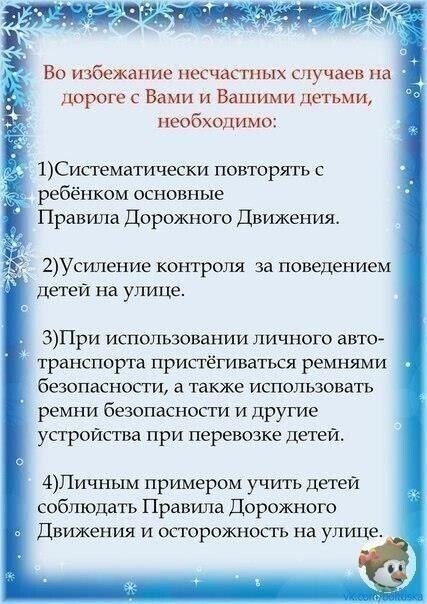 Во избежание несчастных случаев на
дороге с Вами и Вашими детьми,
необходимо:
1)Систематически повторять с
ребёнком основные
Правила Дорожного Движения.
2)Усиление контроля за поведением
детей на улице.
3)При использовании личного авто-
транспорта пристёгиваться ремнями
безопасности, а также использовать
ремни безопасности и другие
устройства при перевозке детей.
4)Личным примером учить детей
соблюдать Правила Дорожного
Движения и осторожность на улице.